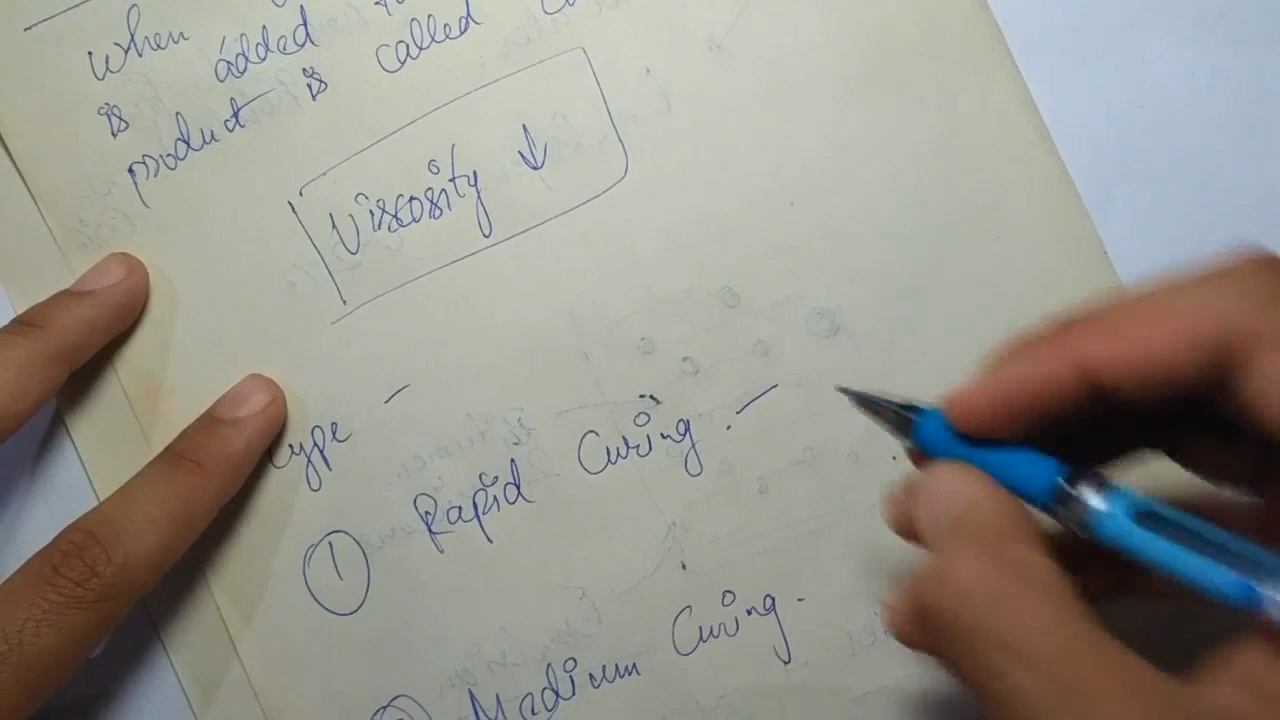 when
is added
product is called
Viscosity ↓
type -
① Rapid Curing :-
Medium Curing.